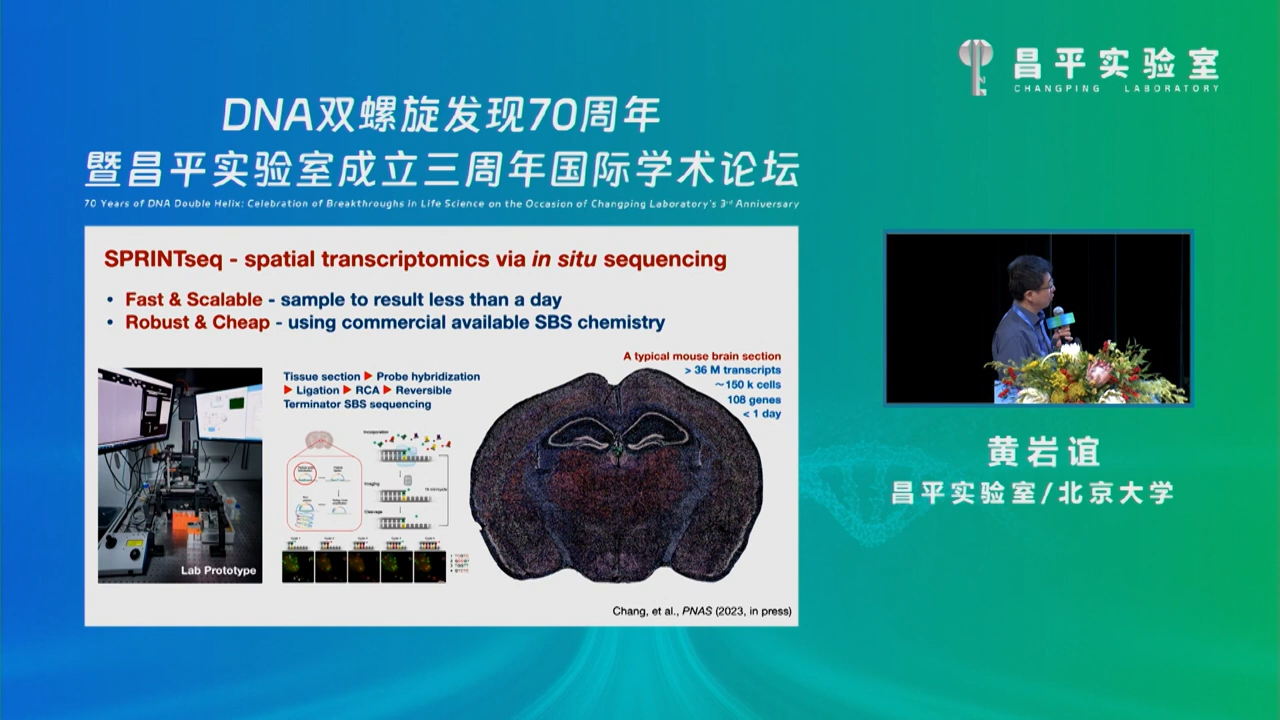 昌平实验室
CHANGPING LABORATORY
DNA双螺旋发现70周年
暨昌平实验室成立三周年国际学术论坛
70 Years of DNA Double Helix: Celebration of Breakthroughs in Life Science on the Occasion of Changping Laboratory's 3rd Anniversary
SPRINTseq - spatial transcriptomics via in situ sequencing
• Fast & Scalable - sample to result less than a day
• Robust & Cheap - using commercial available SBS chemistry
Tissue section ▶ Probe hybridization
▶ Ligation ▶ RCA ▶ Reversible
Terminator SBS sequencing
Incorporation
Imaging
Cleavage
Lab Prototype
A typical mouse brain section
> 36 M transcripts
~150 k cells
108 genes
< 1 day
Chang, et al., PNAS (2023, in press)
黄岩谊
昌平实验室/北京大学